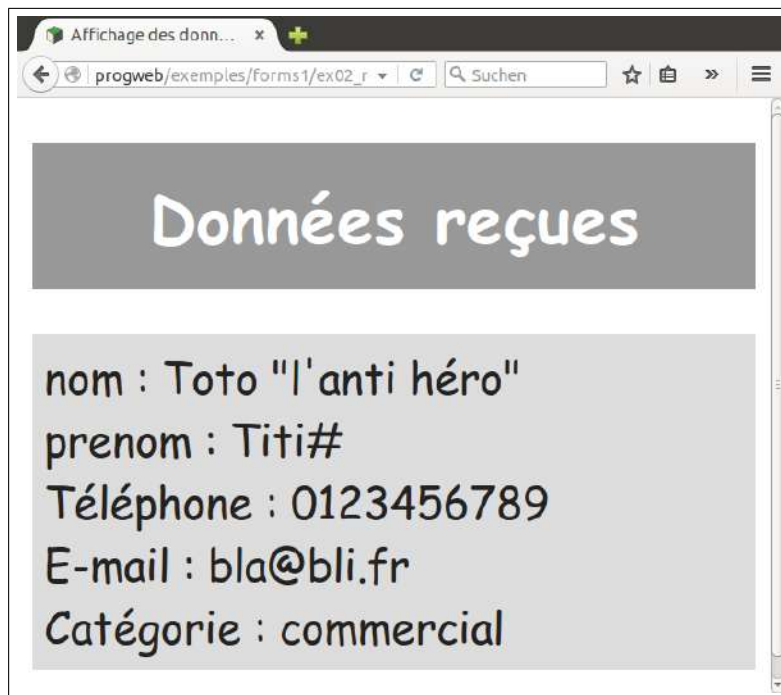 Affichage des donn...
progweb/exemples/forms1/ex02_r
Suchen
Données reçues
nom : Toto "l'anti héro"
prenom : Titi#
Téléphone : 0123456789
E-mail : bla@bli.fr
Catégorie : commercial